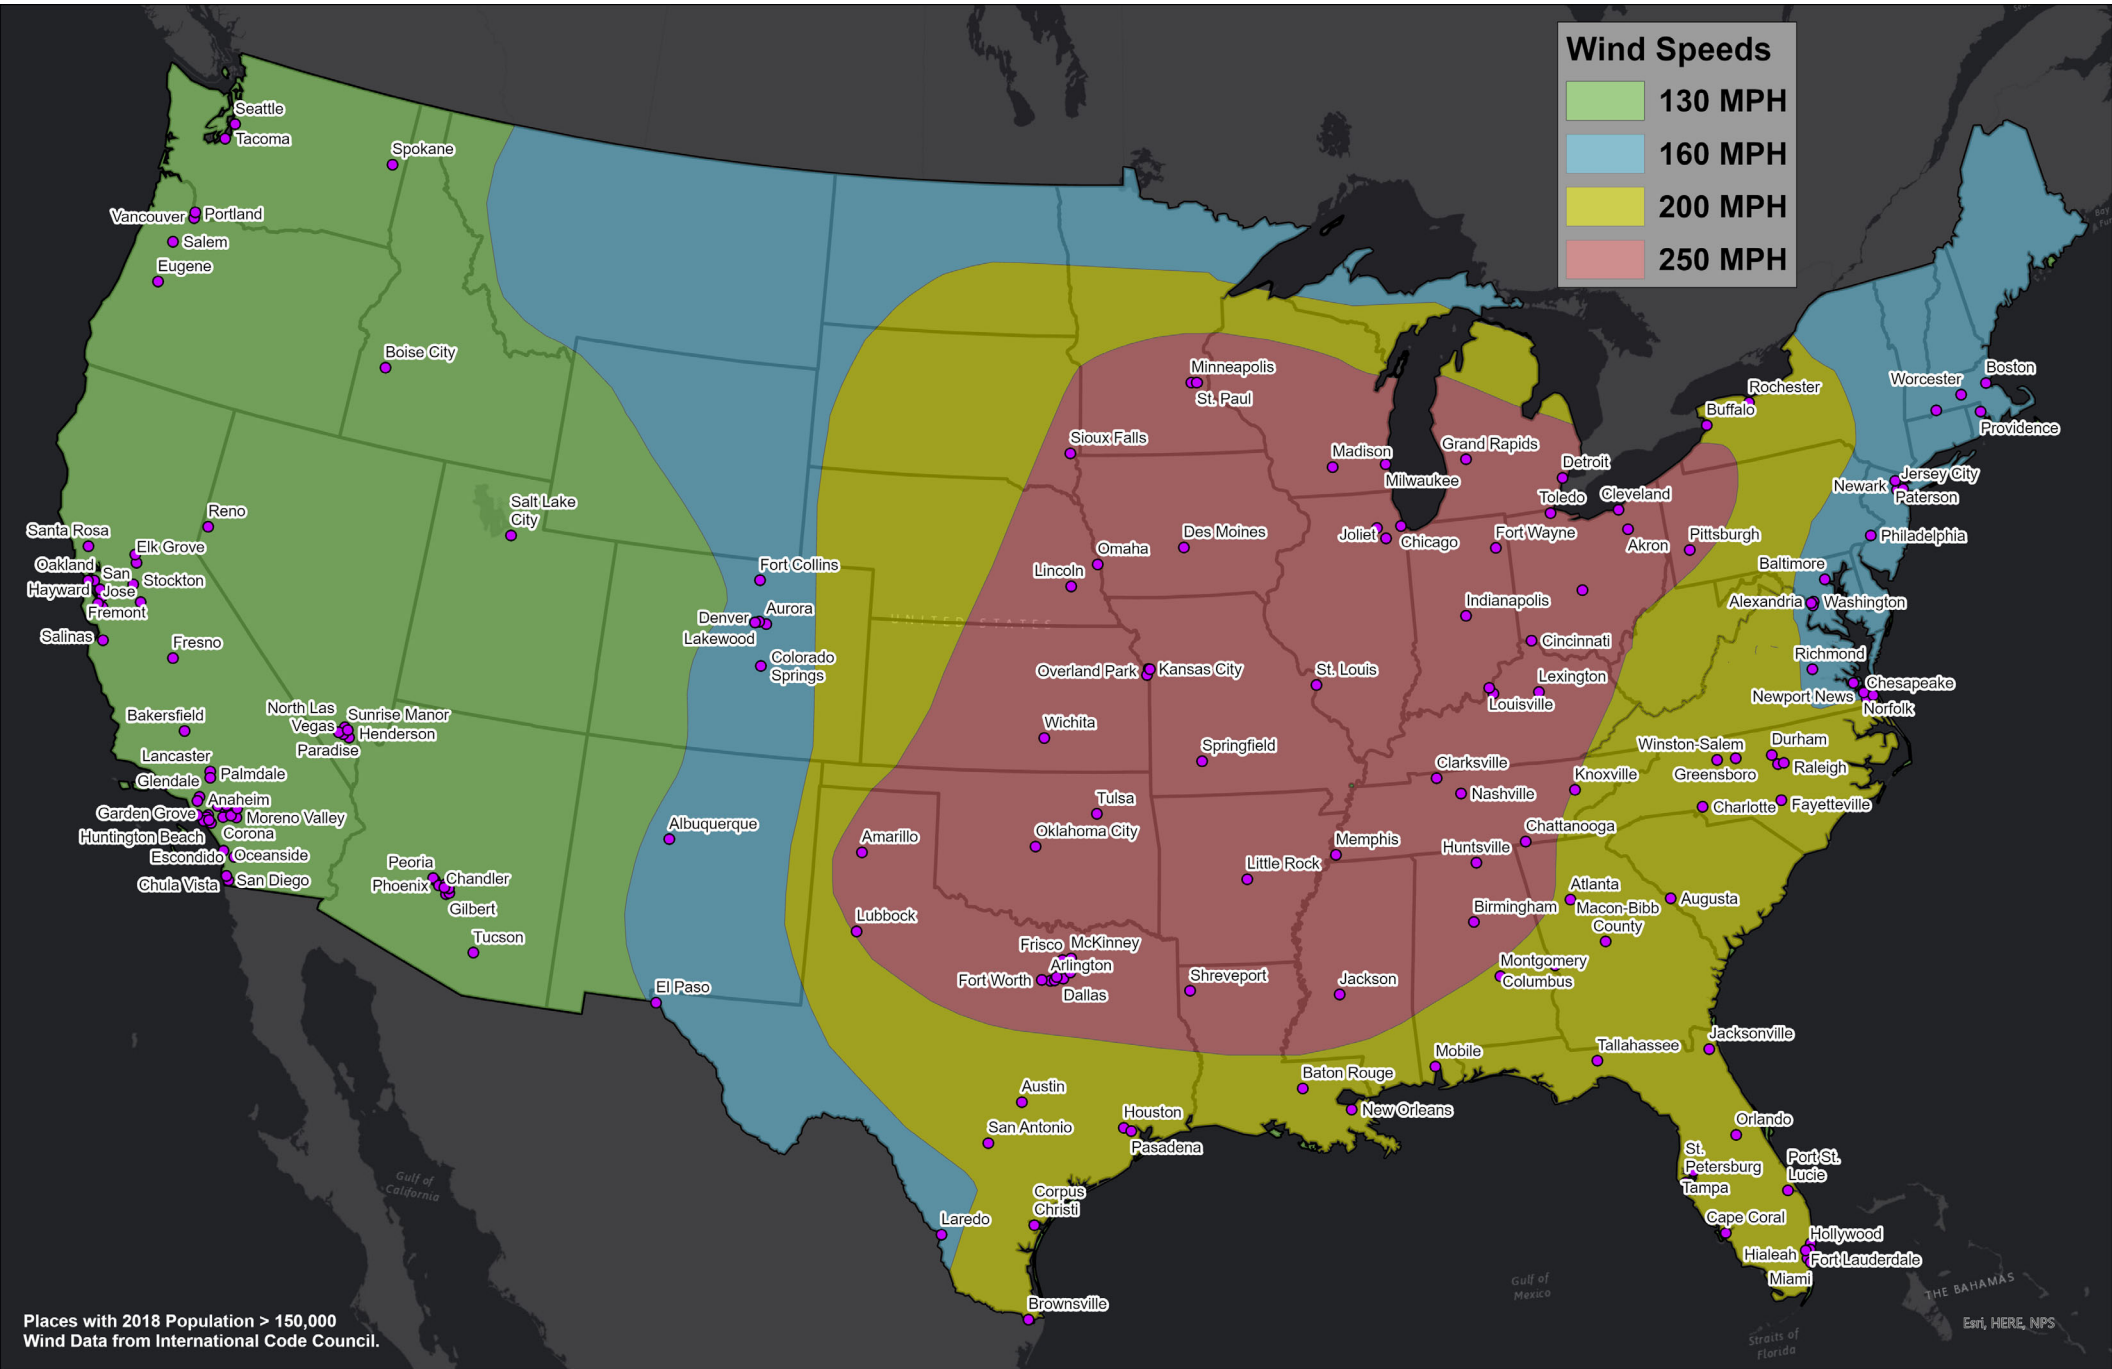 Wind Speeds
130 MPH
160 MPH
200 MPH
250 MPH
Seattle
Tacoma
Spokane
Vancouver
Portland
Salem
Eugene
Boise City
Minneapolis
St. Paul
Rochester
Buffalo
Worcester
Boston
Providence
Sioux Falls
Madison
Milwaukee
Grand Rapids
Detroit
Jersey City
Newark
Paterson
Reno
Salt Lake
City
Santa Rosa
Elk Grove
Oakland
San
Jose
Stockton
Hayward
Fremont
Salinas
Fresno
Fort Collins
Aurora
Denver
Lakewood
Colorado
Springs
UNITED STATES
Omaha
Lincoln
Des Moines
Joliet
Chicago
Toledo
Cleveland
Fort Wayne
Akron
Pittsburgh
Philadelphia
Baltimore
Alexandria
Washington
Indianapolis
Cincinnati
Overland Park
Kansas City
St. Louis
Lexington
Louisville
Richmond
Chesapeake
Newport News
Norfolk
Bakersfield
North Las
Vegas
Sunrise Manor
Henderson
Paradise
Lancaster
Palmdale
Glendale
Anaheim
Garden Grove
Moreno Valley
Huntington Beach
Corona
Escondido
Oceanside
Chula Vista
San Diego
Wichita
Springfield
Winston-Salem
Durham
Greensboro
Raleigh
Clarksville
Nashville
Knoxville
Charlotte
Fayetteville
Albuquerque
Amarillo
Tulsa
Oklahoma City
Memphis
Little Rock
Huntsville
Chattanooga
Peoria
Phoenix
Chandler
Gilbert
Tucson
Lubbock
Birmingham
Atlanta
Macon-Bibb
County
Augusta
El Paso
Frisco
McKinney
Arlington
Fort Worth
Dallas
Shreveport
Jackson
Montgomery
Columbus
Jacksonville
Tallahassee
Mobile
Baton Rouge
New Orleans
Austin
San Antonio
Houston
Pasadena
Orlando
St.
Petersburg
Tampa
Port St.
Lucie
Gulf of
California
Corpus
Christi
Laredo
Cape Coral
Hollywood
Hialeah
Fort Lauderdale
Miami
Gulf of
Mexico
THE BAHAMAS
Brownsville
Straits of
Florida
Esri, HERE, NPS
Places with 2018 Population > 150,000
Wind Data from International Code Council.